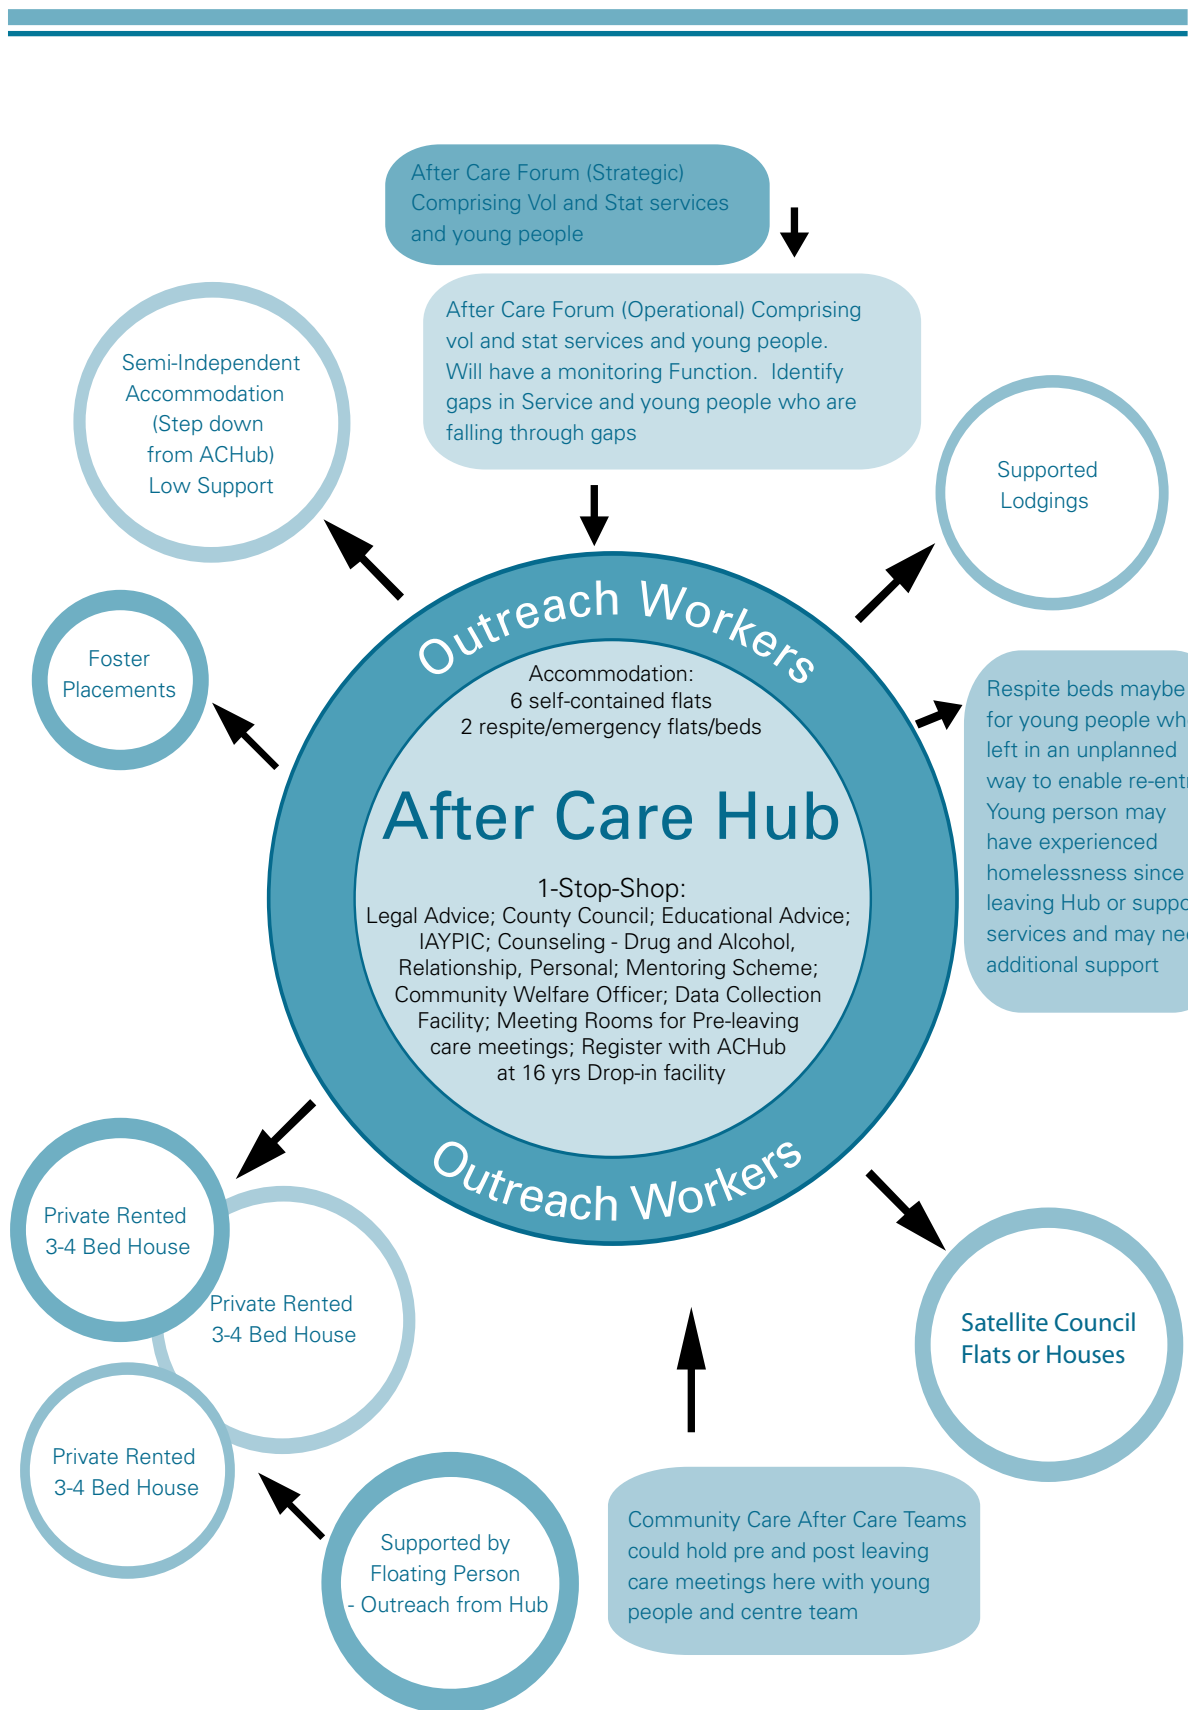 After Care Forum (Strategic)
Comprising Vol and Stat services
and young people
After Care Forum (Operational) Comprising
vol and stat services and young people.
Will have a monitoring Function.  Identify
gaps in Service and young people who are
falling through gaps
Semi-Independent
Accommodation
(Step down
from ACHub)
Low Support
Supported
Lodgings
Foster
Placements
Outreach Workers
Accommodation:
6 self-contained flats
2 respite/emergency flats/beds
After Care Hub
1-Stop-Shop:
Legal Advice; County Council; Educational Advice;
IAYPIC; Counseling - Drug and Alcohol,
Relationship, Personal; Mentoring Scheme;
Community Welfare Officer; Data Collection
Facility; Meeting Rooms for Pre-leaving
care meetings; Register with ACHub
at 16 yrs Drop-in facility
Outreach Workers
Respite beds maybe
for young people
left in an unplanned
way to enable
Young person may
have experienced
homelessness since
leaving Hub or
services and may
additional support
Private Rented
3-4 Bed House
Private Rented
3-4 Bed House
Private Rented
3-4 Bed House
Supported by
Floating Person
- Outreach from Hub
Satellite Council
Flats or Houses
Community Care After Care Teams
could hold pre and post leaving
care meetings here with young
people and centre team